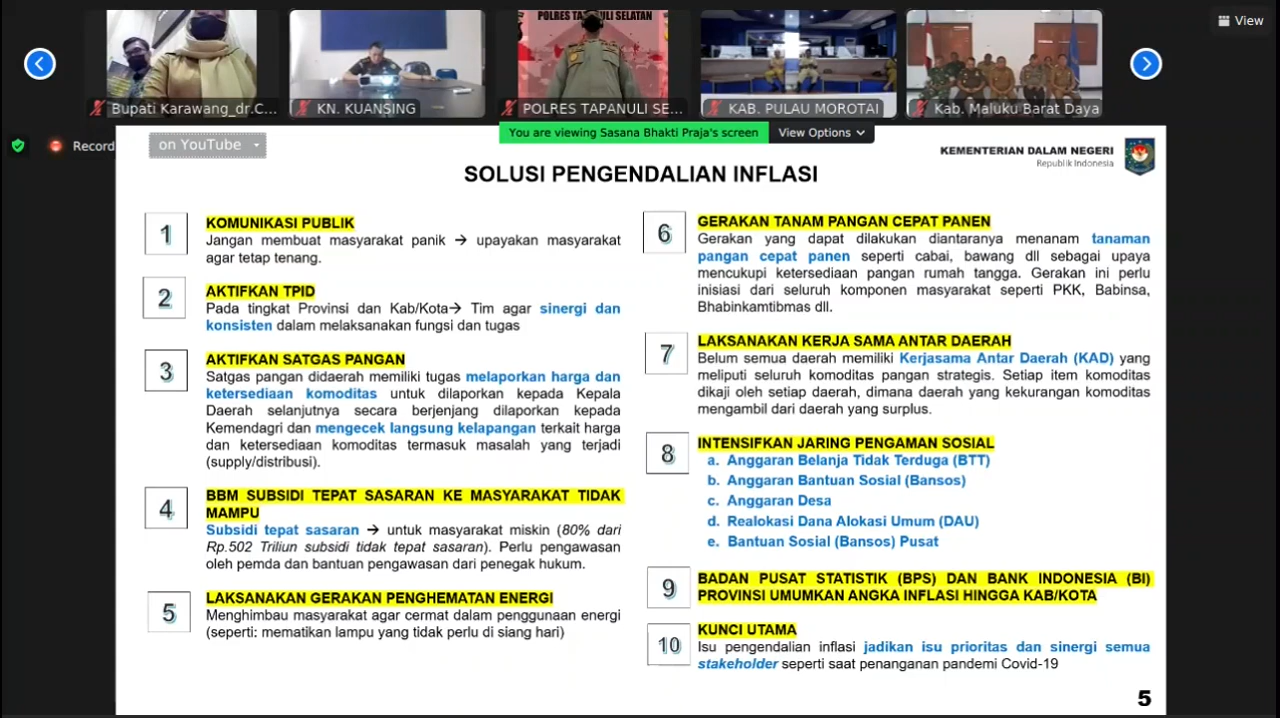 POLRES TAPANULI SELATAN
View
Bupati Karawang_dr.C...
KN. KUANSING
POLRES TAPANULI SE...
KAB. PULAU MOROTAI
Kab. Maluku Barat Daya
You are viewing Sasana Bhakti Praja's screen
View Options
Record
on YouTube
KEMENTERIAN DALAM NEGERI
Republik Indonesia
SOLUSI PENGENDALIAN INFLASI
1
KOMUNIKASI PUBLIK
Jangan membuat masyarakat panik → upayakan masyarakat
agar tetap tenang.
2
AKTIFKAN TPID
Pada tingkat Provinsi dan Kab/Kota→ Tim agar sinergi dan
konsisten dalam melaksanakan fungsi dan tugas
3
AKTIFKAN SATGAS PANGAN
Satgas pangan didaerah memiliki tugas melaporkan harga dan
ketersediaan komoditas untuk dilaporkan kepada Kepala
Daerah selanjutnya secara berjenjang dilaporkan kepada
Kemendagri dan mengecek langsung kelapangan terkait harga
dan ketersediaan komoditas termasuk masalah yang terjadi
(supply/distribusi).
4
BBM SUBSIDI TEPAT SASARAN KE MASYARAKAT TIDAK
MAMPU
Subsidi tepat sasaran → untuk masyarakat miskin (80% dari
Rp.502 Triliun subsidi tidak tepat sasaran). Perlu pengawasan
oleh pemda dan bantuan pengawasan dari penegak hukum.
5
LAKSANAKAN GERAKAN PENGHEMATAN ENERGI
Menghimbau masyarakat agar cermat dalam penggunaan energi
(seperti: mematikan lampu yang tidak perlu di siang hari)
6
GERAKAN TANAM PANGAN CEPAT PANEN
Gerakan yang dapat dilakukan diantaranya menanam tanaman
pangan cepat panen seperti cabai, bawang dll sebagai upaya
mencukupi ketersediaan pangan rumah tangga. Gerakan ini perlu
inisiasi dari seluruh komponen masyarakat seperti PKK, Babinsa,
Bhabinkamtibmas dll.
7
LAKSANAKAN KERJA SAMA ANTAR DAERAH
Belum semua daerah memiliki Kerjasama Antar Daerah (KAD) yang
meliputi seluruh komoditas pangan strategis. Setiap item komoditas
dikaji oleh setiap daerah, dimana daerah yang kekurangan komoditas
mengambil dari daerah yang surplus.
8
INTENSIFKAN JARING PENGAMAN SOSIAL
a. Anggaran Belanja Tidak Terduga (BTT)
b. Anggaran Bantuan Sosial (Bansos)
c. Anggaran Desa
d. Realokasi Dana Alokasi Umum (DAU)
e. Bantuan Sosial (Bansos) Pusat
9
BADAN PUSAT STATISTIK (BPS) DAN BANK INDONESIA (BI)
PROVINSI UMUMKAN ANGKA INFLASI HINGGA KAB/KOTA
10
KUNCI UTAMA
Isu pengendalian inflasi jadikan isu prioritas dan sinergi semua
stakeholder seperti saat penanganan pandemi Covid-19
5